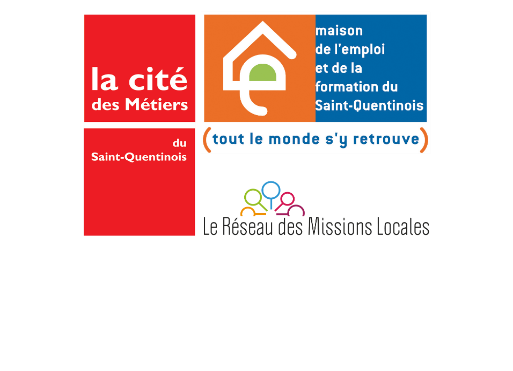 la cité
des Métiers
du
Saint-Quentinois
maison
de l'emploi
et de la
formation du
Saint-Quentinois
(tout le monde s'y retrouve)
Le Réseau des Missions Locales